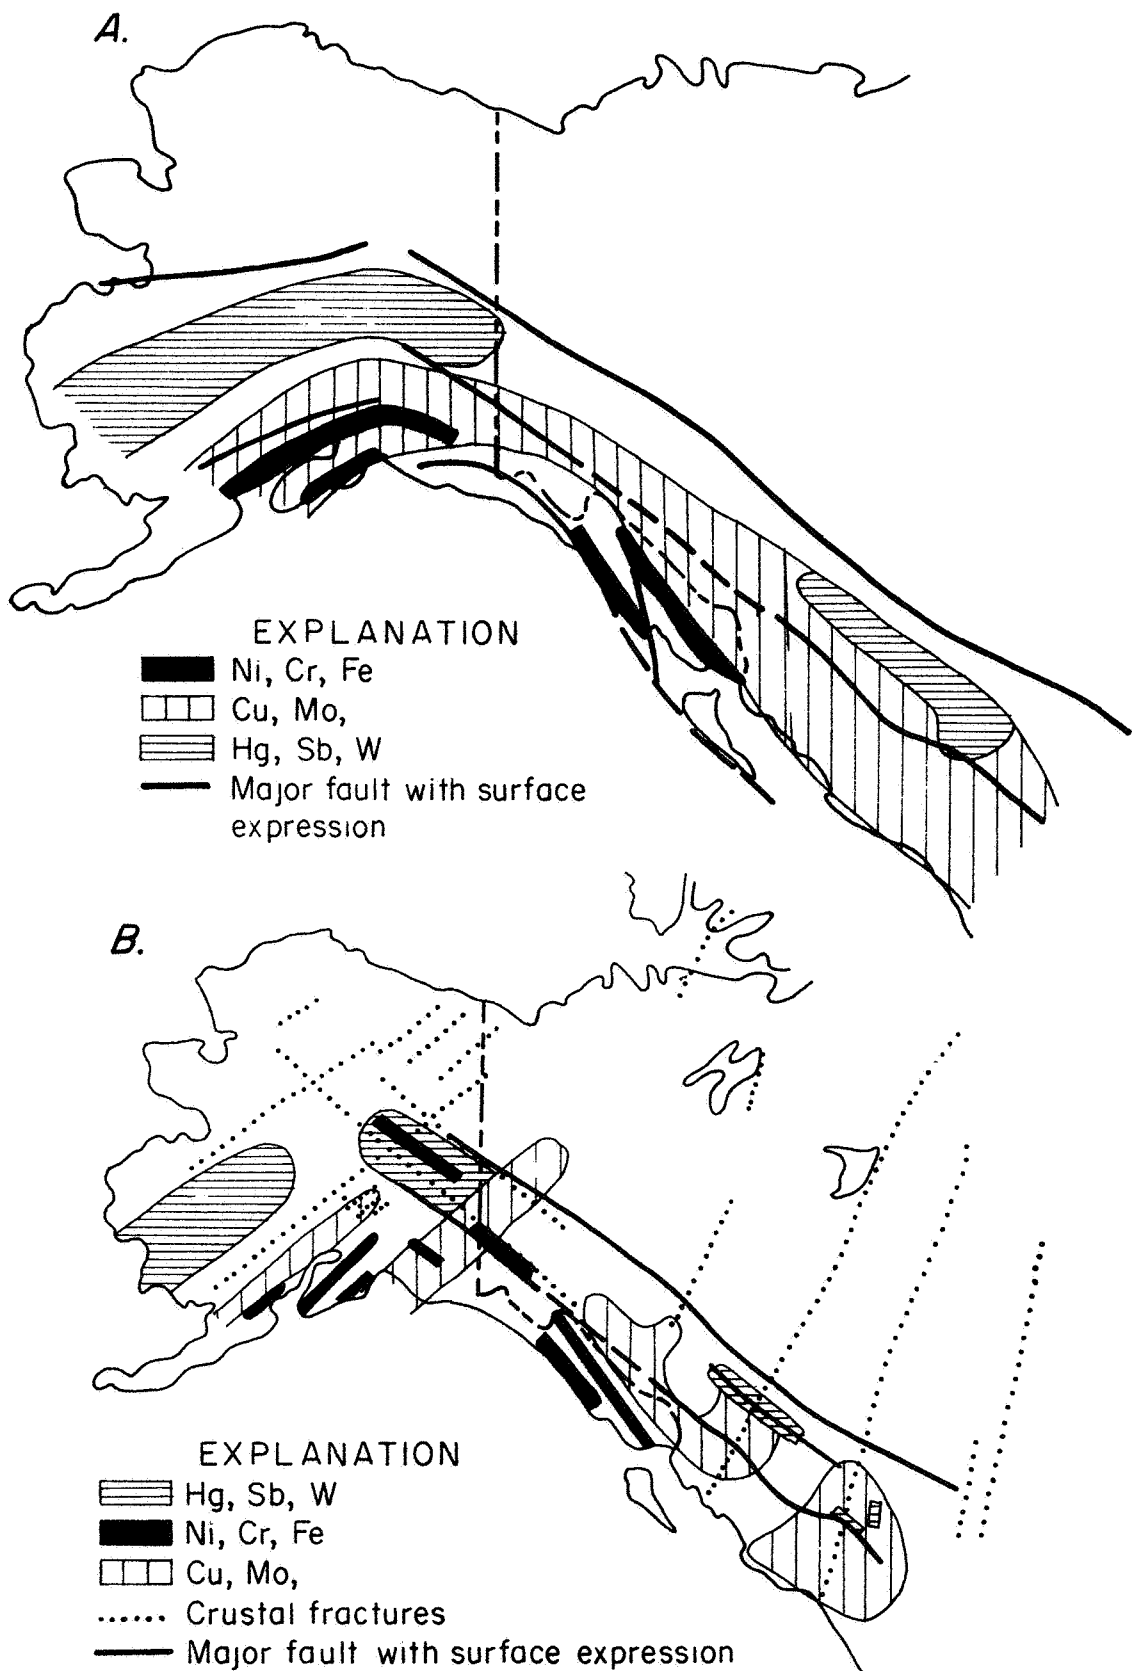 A.
EXPLANATION
Ni, Cr, Fe
Cu, Mo,
Hg, Sb, W
Major fault with surface
expression
B.
EXPLANATION
Hg, Sb, W
Ni, Cr, Fe
Cu, Mo,
Crustal fractures
Major fault with surface expression